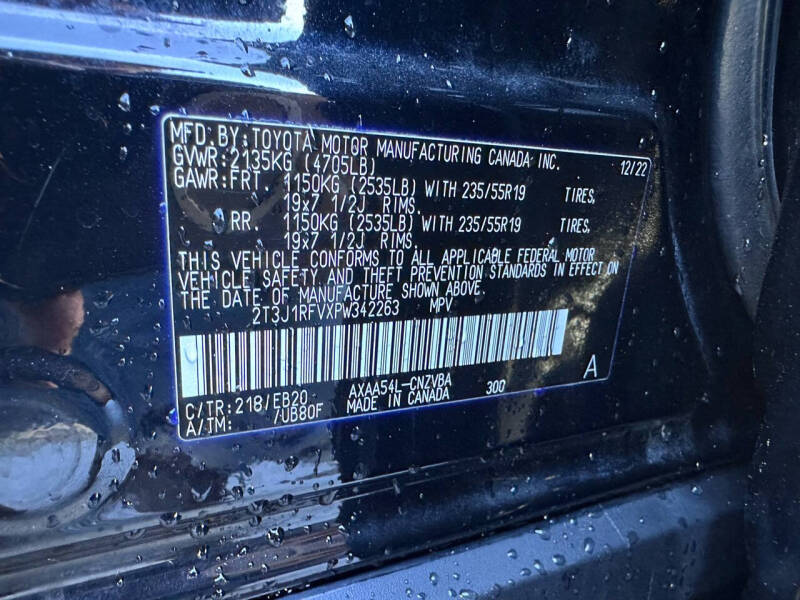 MFD. BY: TOYOTA MOTOR MANUFACTURING CANADA INC.
GVWR: 2135KG (4705LB) 12/22
GAWR: FRT. 1150KG (2535LB) WITH 235/55R19 TIRES,
19x7 1/2J RIMS.
RR. 1150KG (2535LB) WITH 235/55R19 TIRES,
19x7 1/2J RIMS.
THIS VEHICLE CONFORMS TO ALL APPLICABLE FEDERAL MOTOR
VEHICLE SAFETY AND THEFT PREVENTION STANDARDS IN EFFECT ON
THE DATE OF MANUFACTURE SHOWN ABOVE.
2T3J1RFVXPW342263 MPV
C/TR: 218/EB20 AXAA54L-CNZVBA 300 A
A/TM: /UB80F MADE IN CANADA